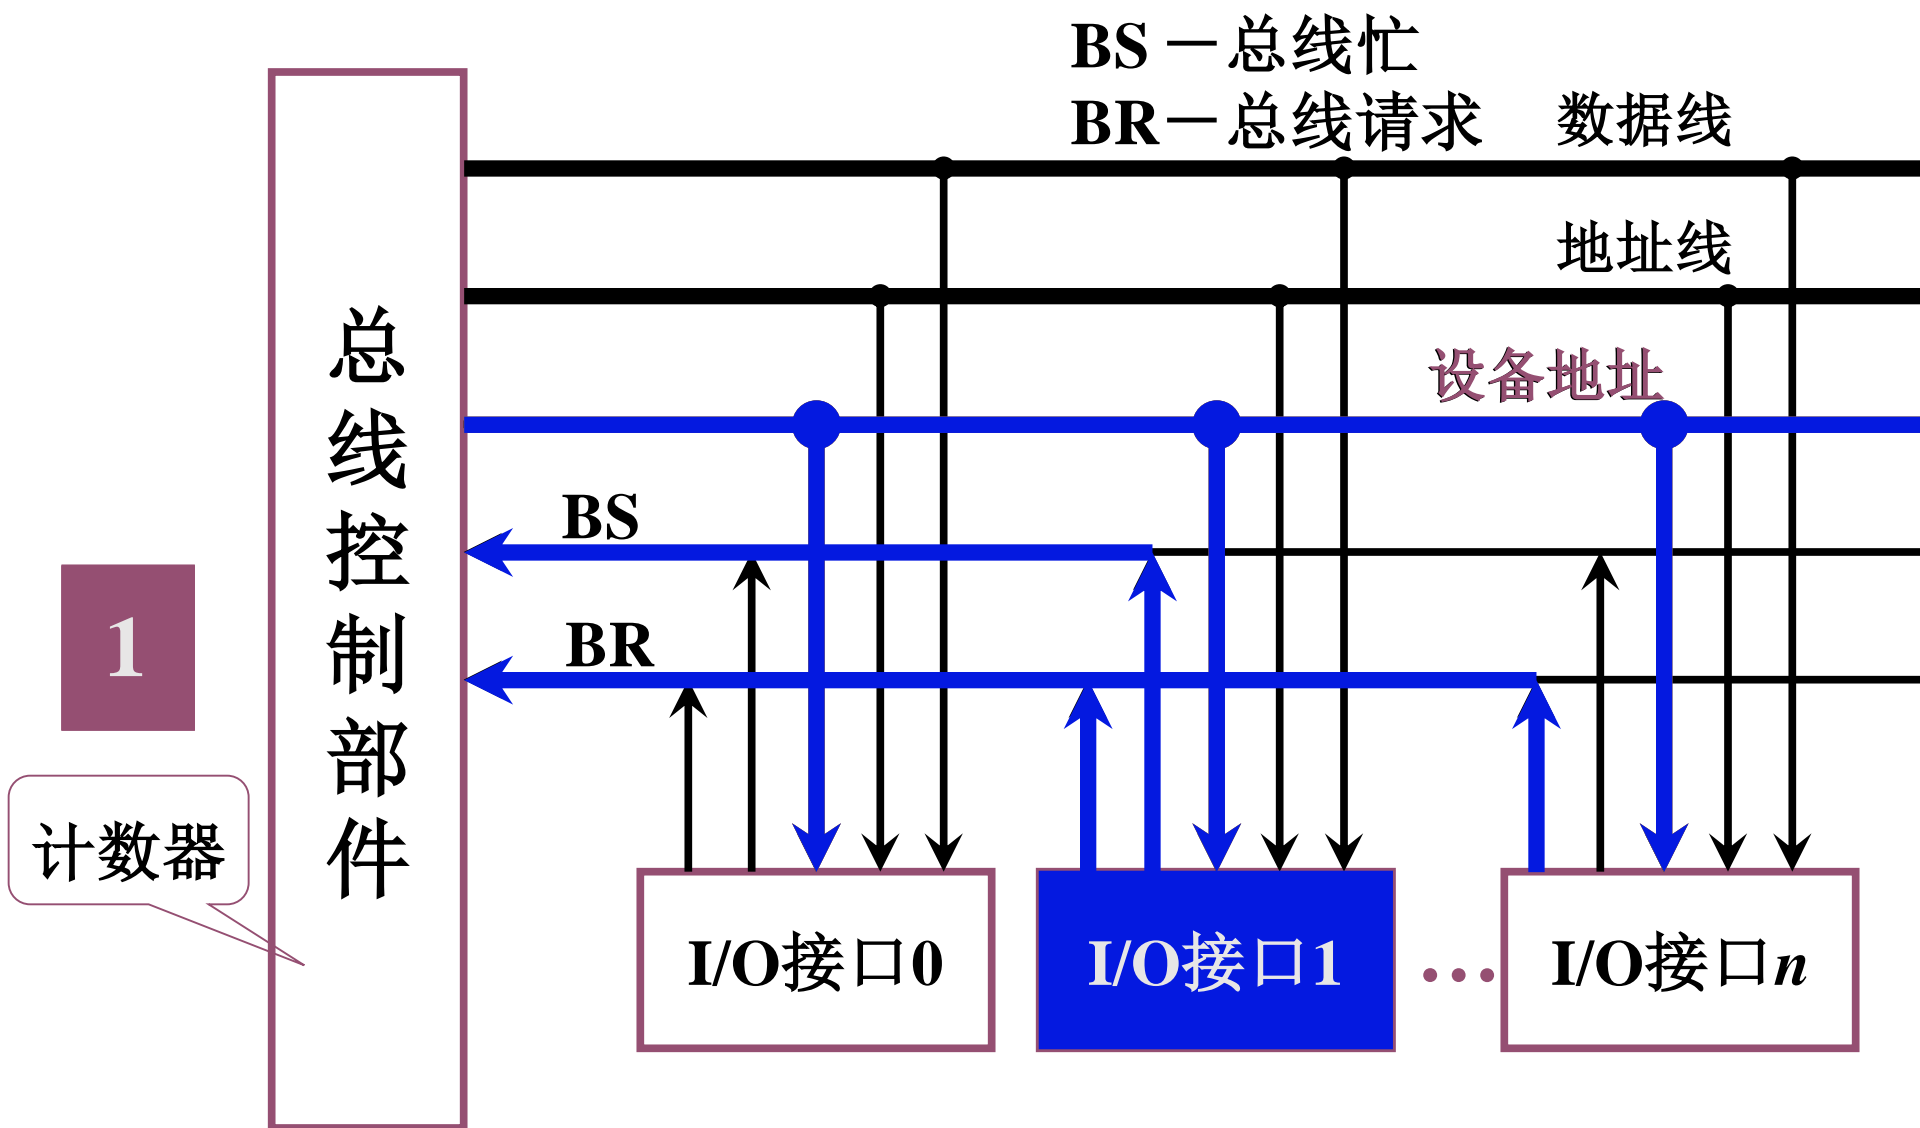 BS－总线忙
BR－总线请求
数据线
地址线
设备地址
BS
BR
总线控制部件
1
计数器
I/O接口0
I/O接口1
…
I/O接口n